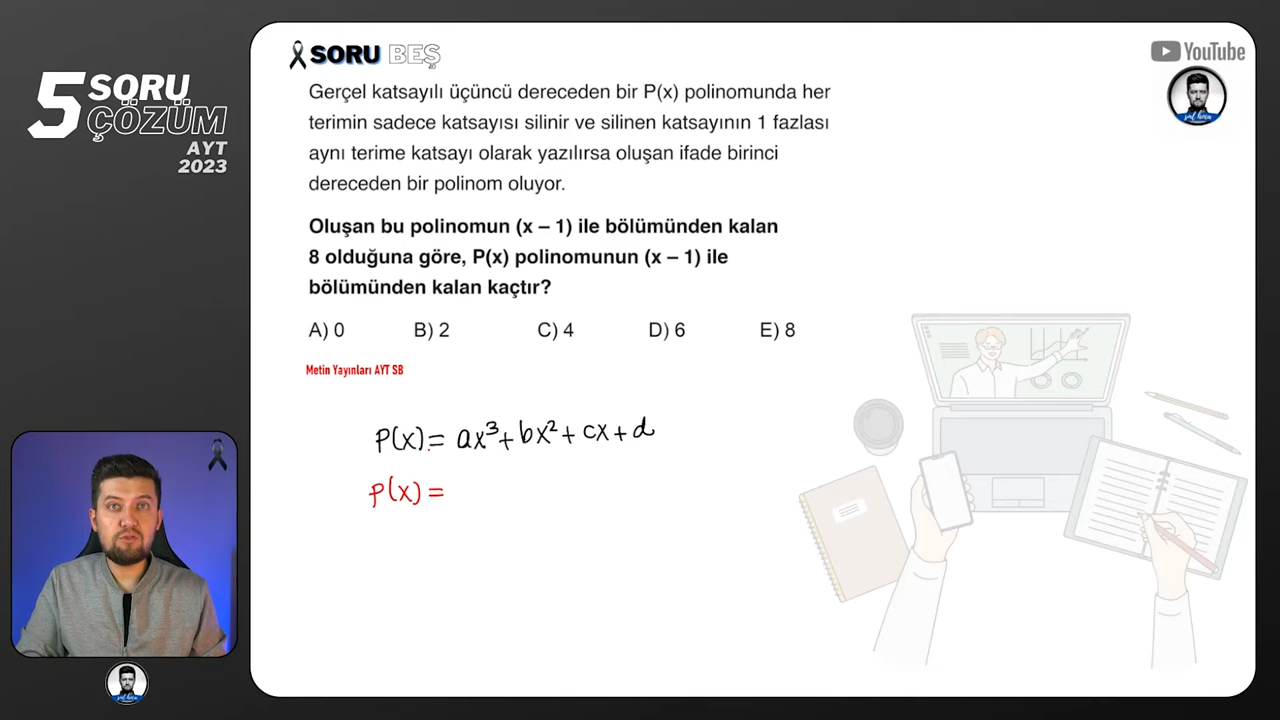 5 SORU
ÇÖZÜM
AYT
2023
SORU BEŞ
YouTube
Gerçel katsayılı üçüncü dereceden bir P(x) polinomunda her
terimin sadece katsayısı silinir ve silinen katsayının 1 fazlası
aynı terime katsayı olarak yazılırsa oluşan ifade birinci
dereceden bir polinom oluyor.
Oluşan bu polinomun (x – 1) ile bölümünden kalan
8 olduğuna göre, P(x) polinomunun (x – 1) ile
bölümünden kalan kaçtır?
A) 0 B) 2 C) 4 D) 6 E) 8
Metin Yayınları AYT SB
P(x) = ax³ + bx² + cx + d
P(x) =